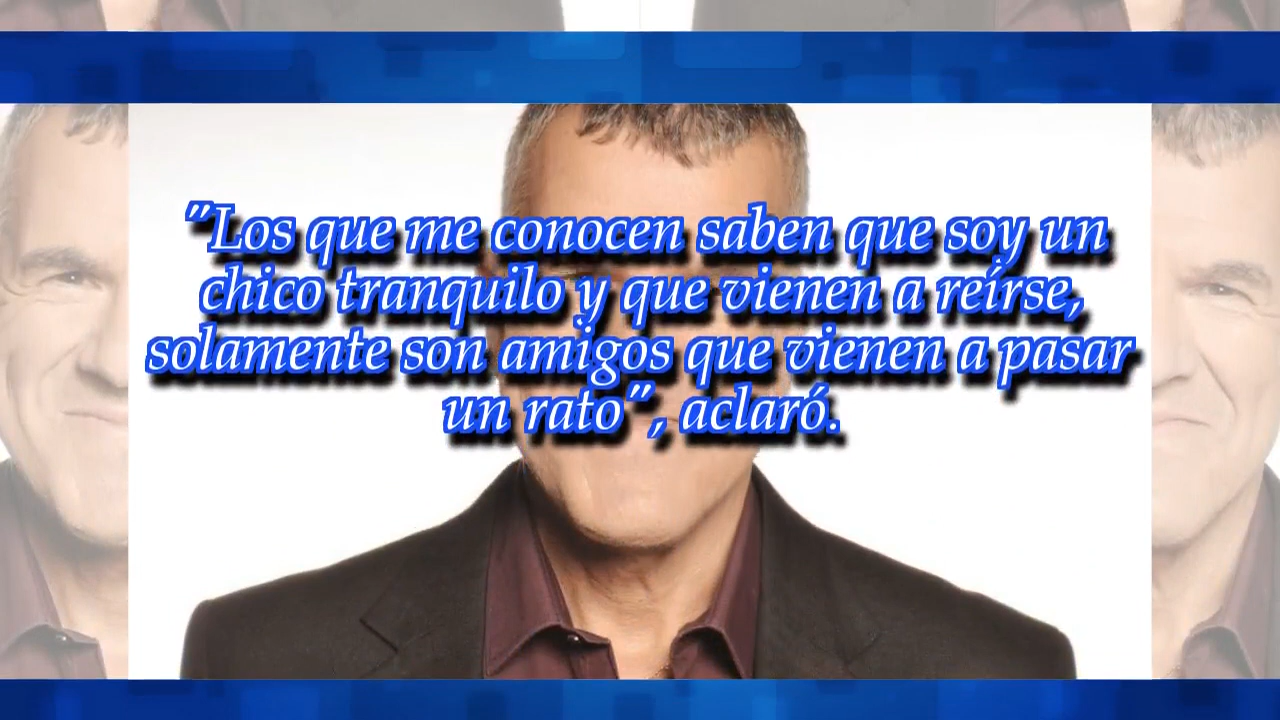 "Los que me conocen saben que soy un
chico tranquilo y que vienen a reírse,
solamente son amigos que vienen a pasar
un rato", aclaró.